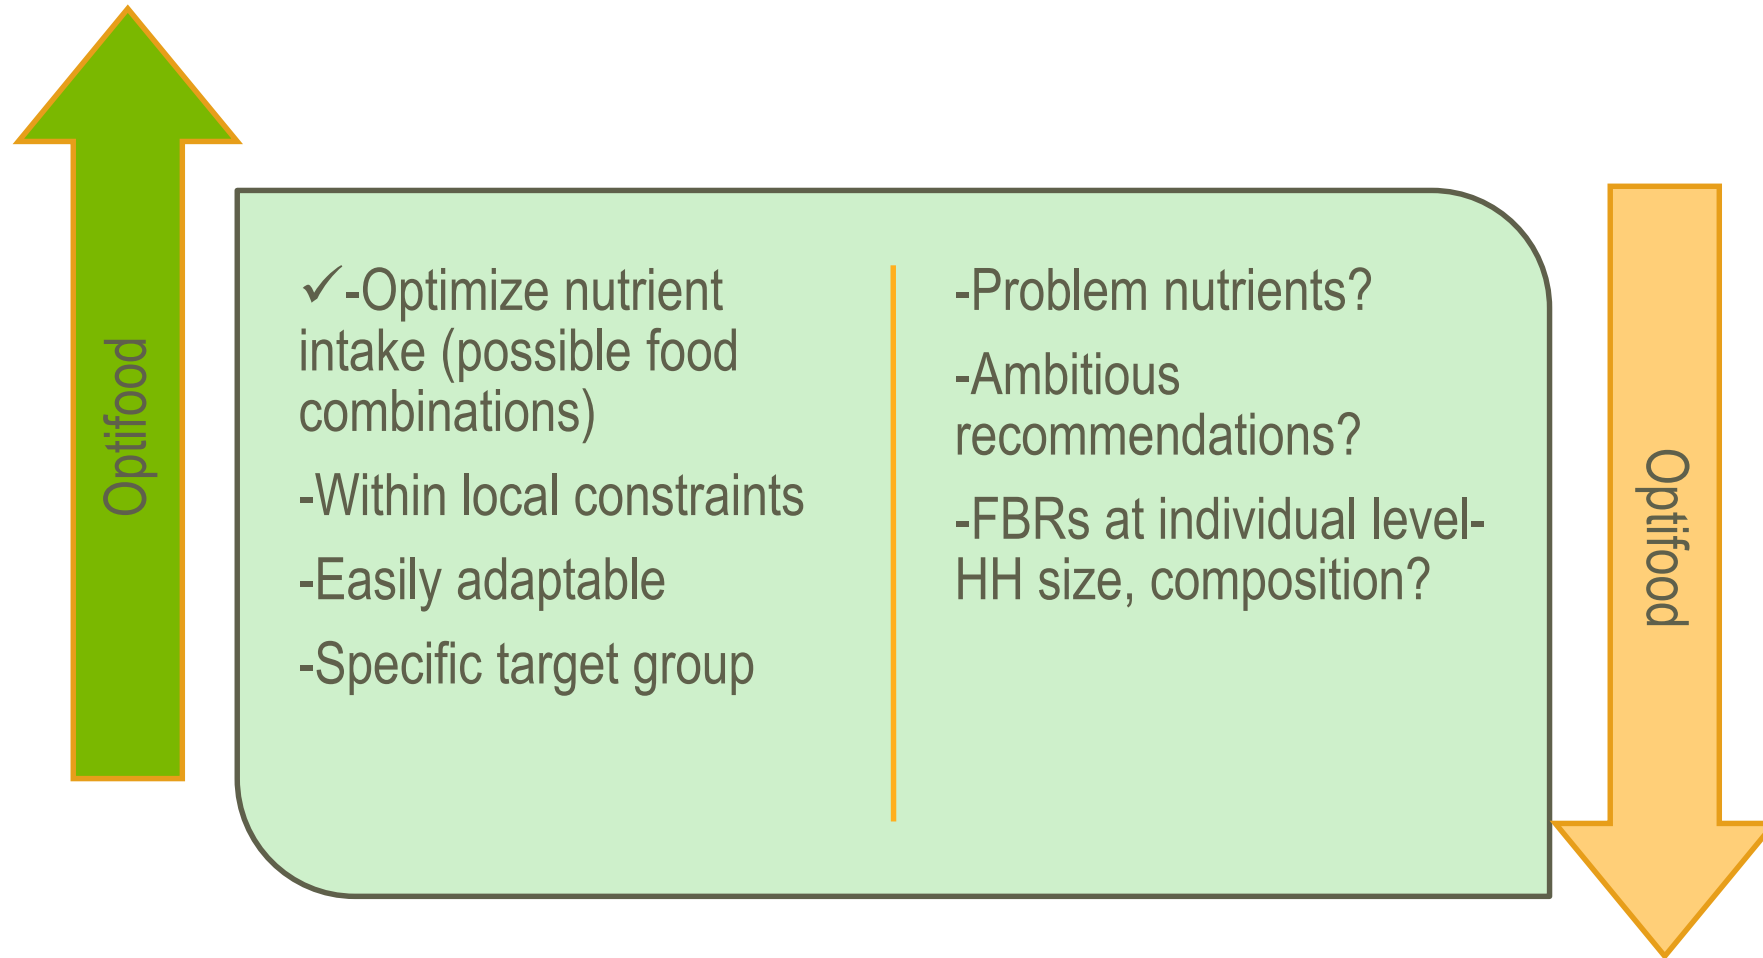 Optifood
✓-Optimize nutrient
intake (possible food
combinations)
-Within local constraints
-Easily adaptable
-Specific target group
-Problem nutrients?
-Ambitious
recommendations?
-FBRs at individual level-
HH size, composition?
Optifood